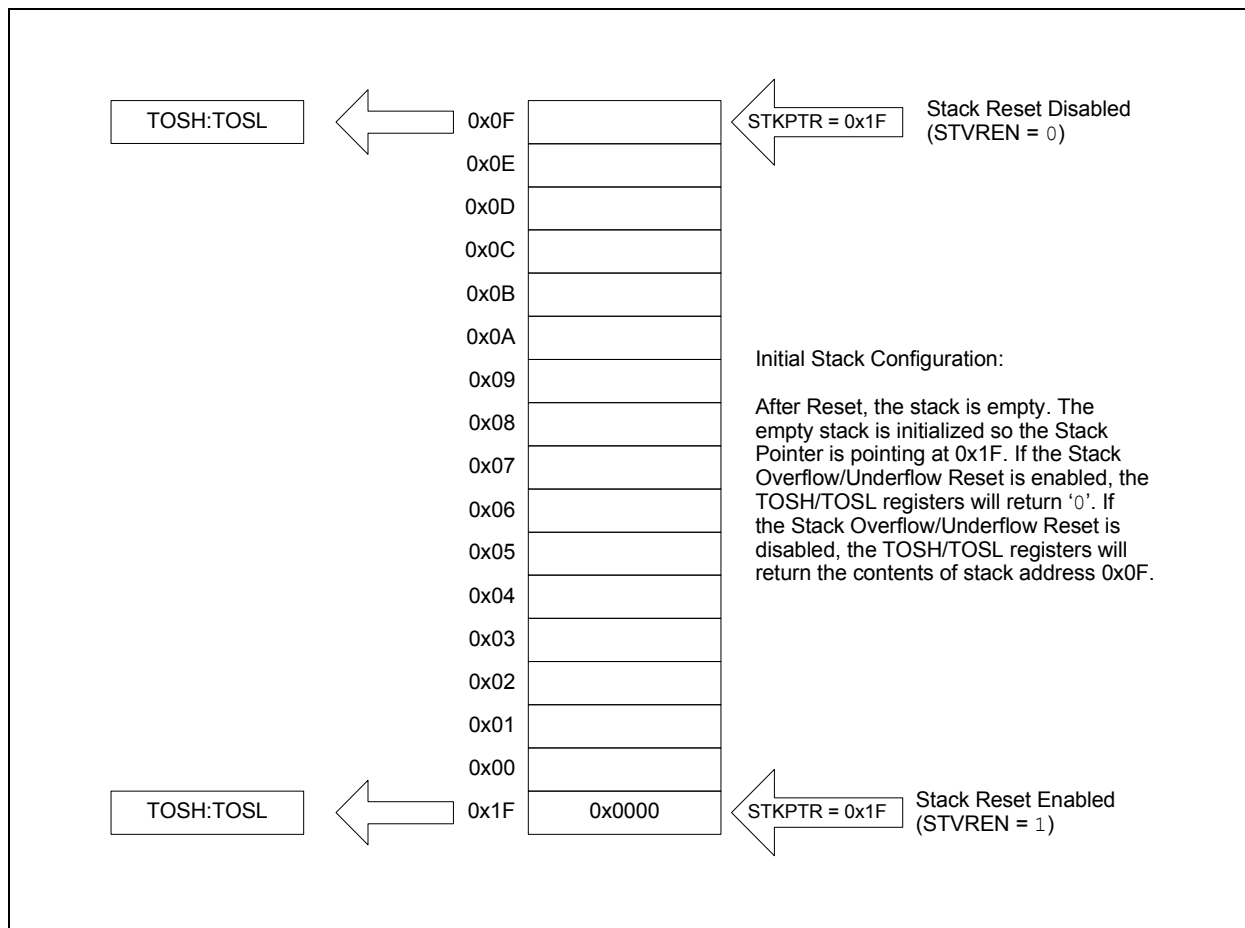 TOSH:TOSL
0x0F
STKPTR = 0x1F
Stack Reset Disabled
(STVREN = 0)
0x0E
0x0D
0x0C
0x0B
0x0A
0x09
0x08
0x07
0x06
0x05
0x04
0x03
0x02
0x01
0x00
Initial Stack Configuration:
After Reset, the stack is empty. The
empty stack is initialized so the Stack
Pointer is pointing at 0x1F. If the Stack
Overflow/Underflow Reset is enabled, the
TOSH/TOSL registers will return ‘0’. If
the Stack Overflow/Underflow Reset is
disabled, the TOSH/TOSL registers will
return the contents of stack address 0x0F.
TOSH:TOSL
0x1F
0x0000
STKPTR = 0x1F
Stack Reset Enabled
(STVREN = 1)